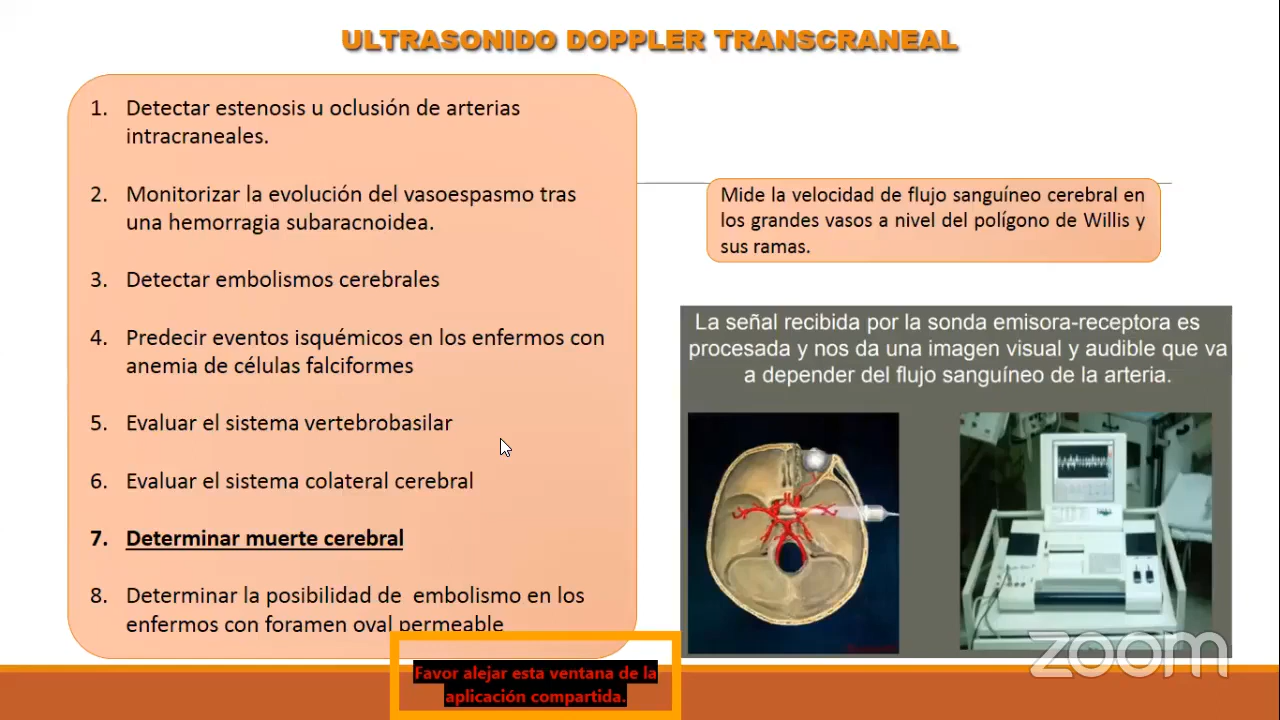 ULTRASONIDO DOPPLER TRANSCRANEAL
1. Detectar estenosis u oclusión de arterias
intracraneales.
2. Monitorizar la evolución del vasoespasmo tras
una hemorragia subaracnoidea.
3. Detectar embolismos cerebrales
4. Predecir eventos isquémicos en los enfermos con
anemia de células falciformes
5. Evaluar el sistema vertebrobasilar
6. Evaluar el sistema colateral cerebral
7. Determinar muerte cerebral
8. Determinar la posibilidad de embolismo en los
enfermos con foramen oval permeable
Mide la velocidad de flujo sanguíneo cerebral en
los grandes vasos a nivel del polígono de Willis y
sus ramas.
La señal recibida por la sonda emisora-receptora es
procesada y nos da una imagen visual y audible que va
a depender del flujo sanguíneo de la arteria.
zoom
Favor alejar esta ventana de la
aplicación compartida.